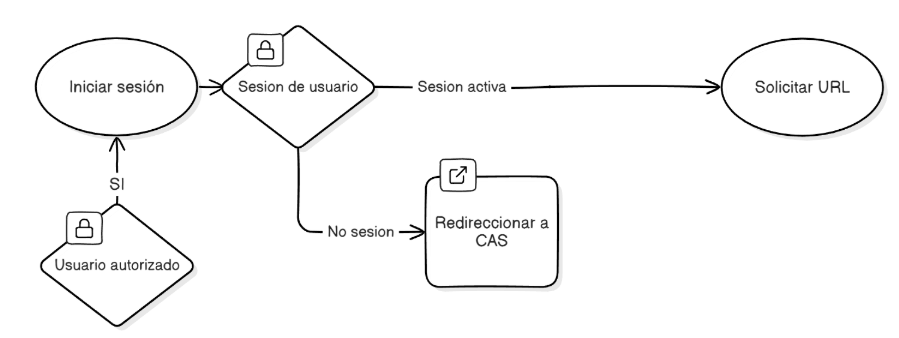 Iniciar sesión
Sesion de usuario
Sesion activa
Solicitar URL
SI
No sesion
Redireccionar a
CAS
Usuario autorizado